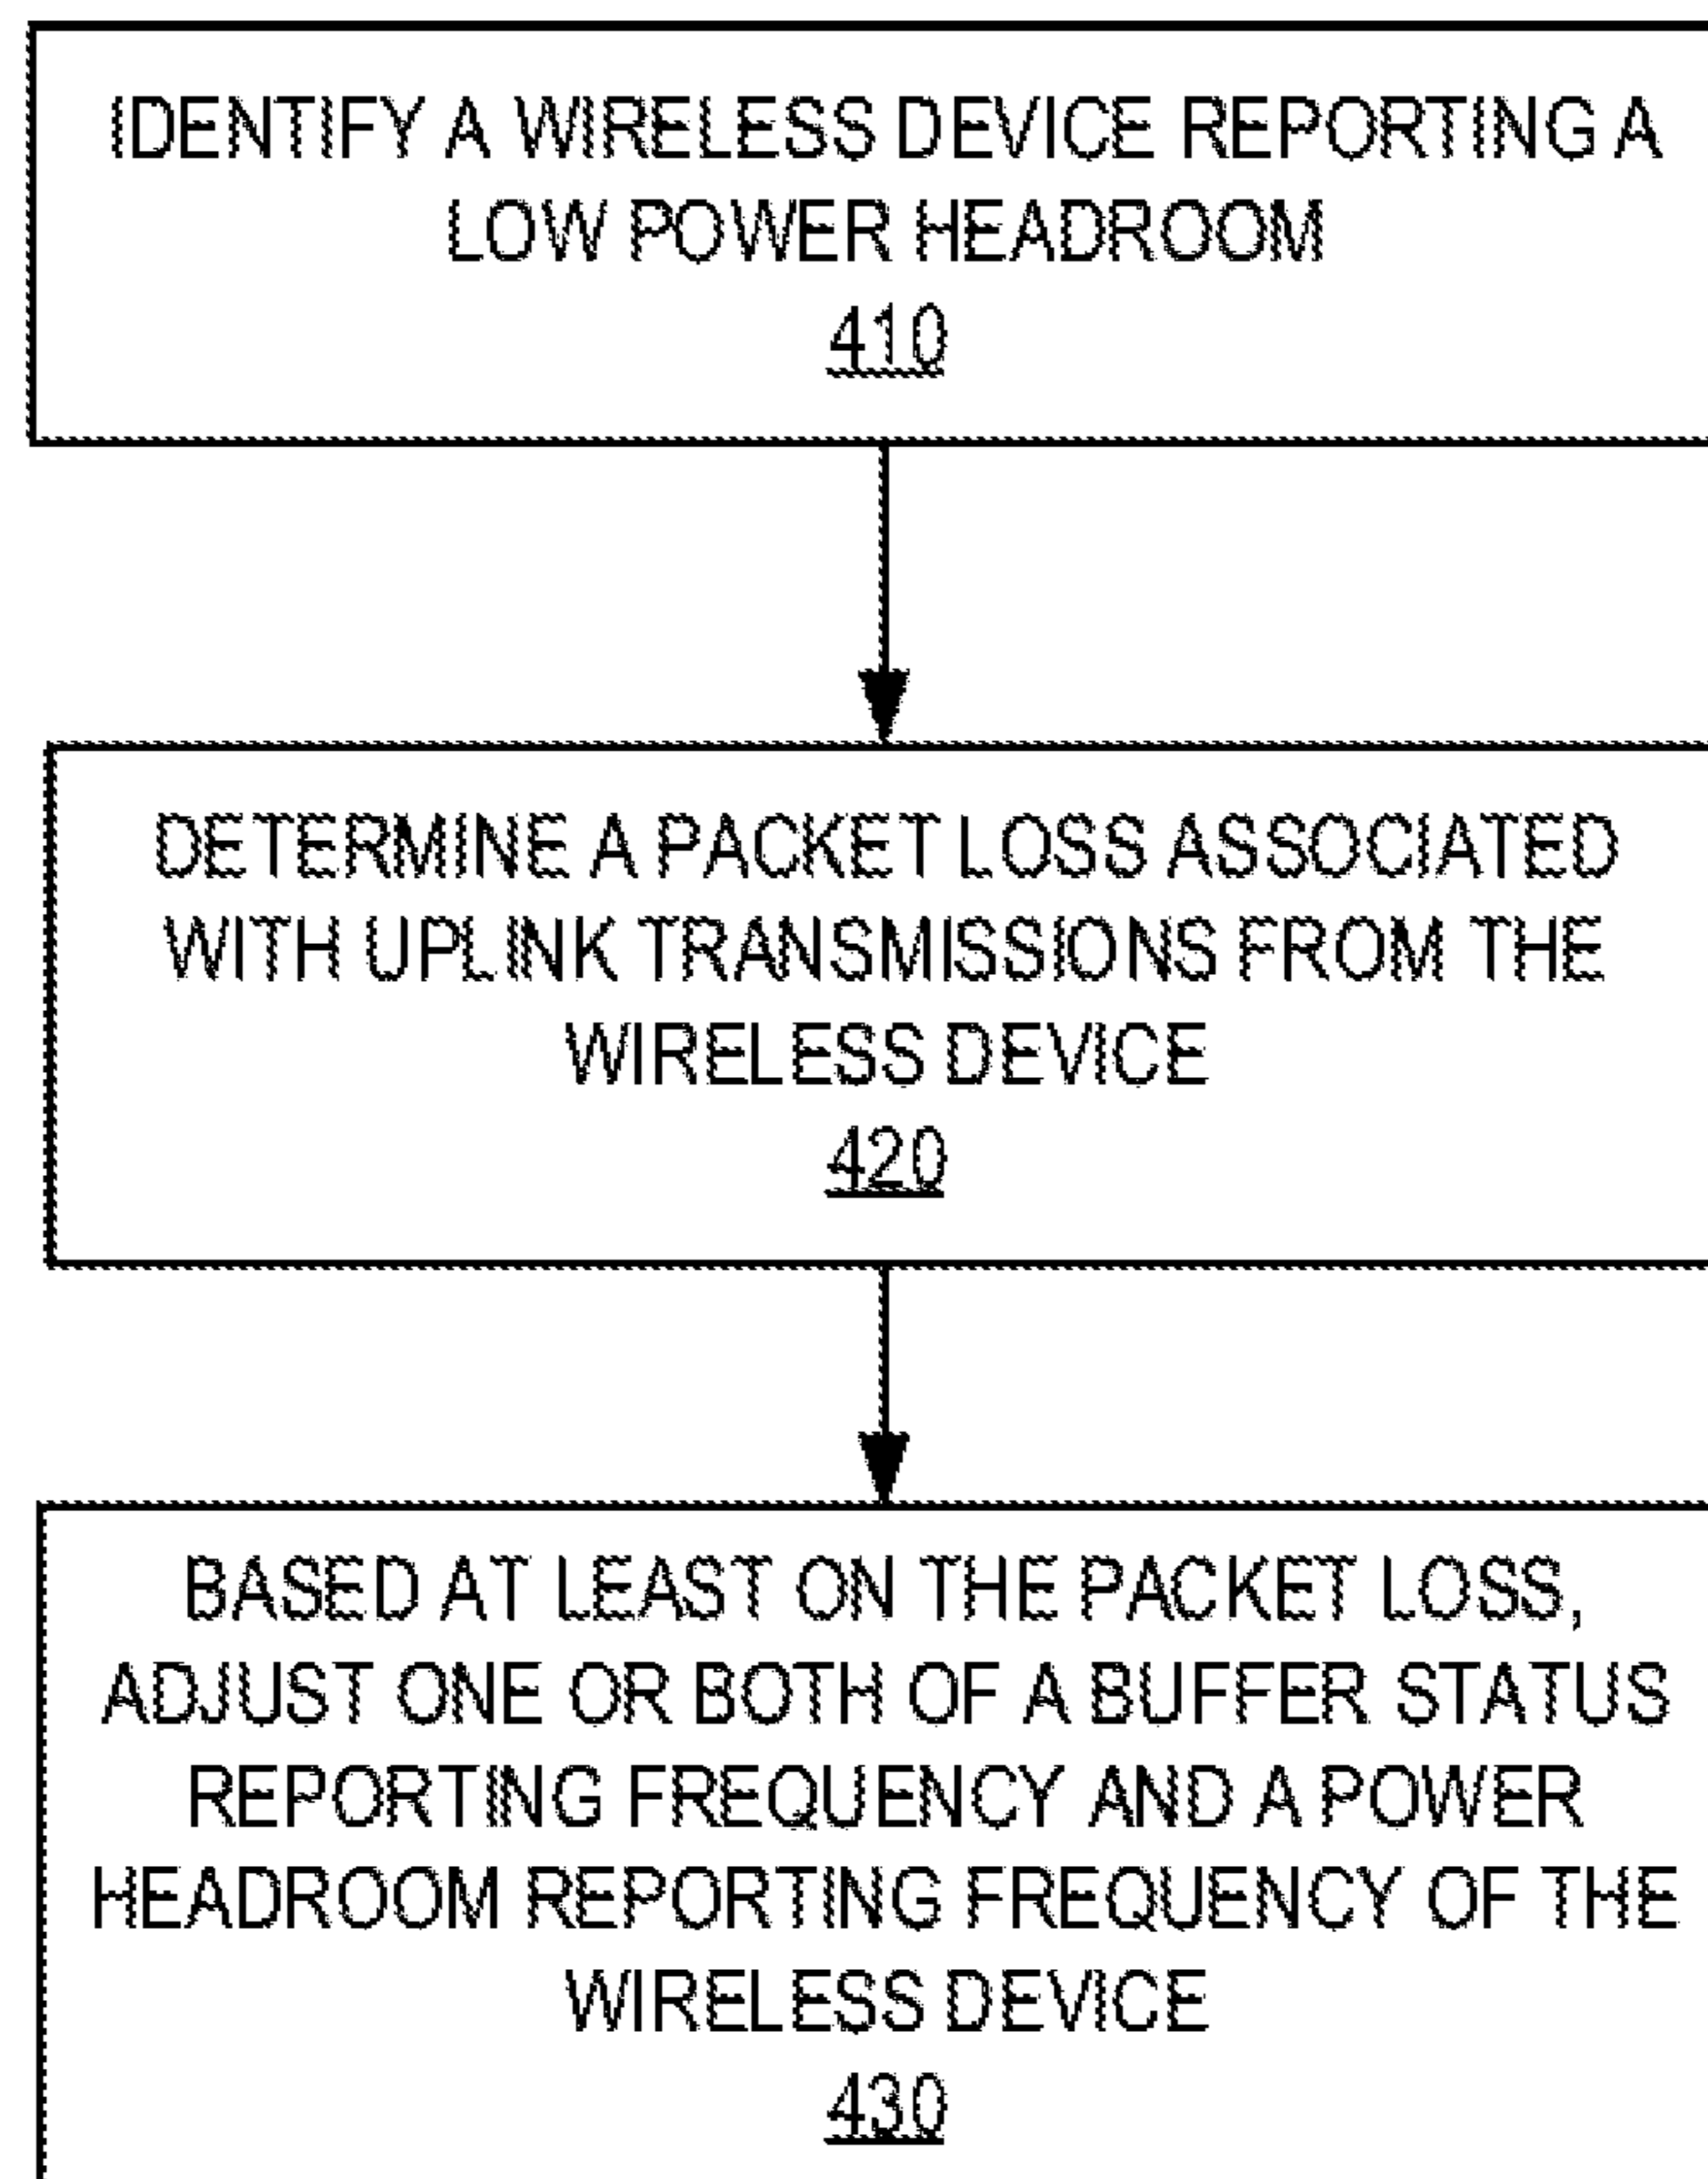 IDENTIFY A WIRELESS DEVICE REPORTING A
LOW POWER HEADROOM
410
DETERMINE A PACKET LOSS ASSOCIATED
WITH UPLINK TRANSMISSIONS FROM THE
WIRELESS DEVICE
420
BASED AT LEAST ON THE PACKET LOSS,
ADJUST ONE OR BOTH OF A BUFFER STATUS
REPORTING FREQUENCY AND A POWER
HEADROOM REPORTING FREQUENCY OF THE
WIRELESS DEVICE
430